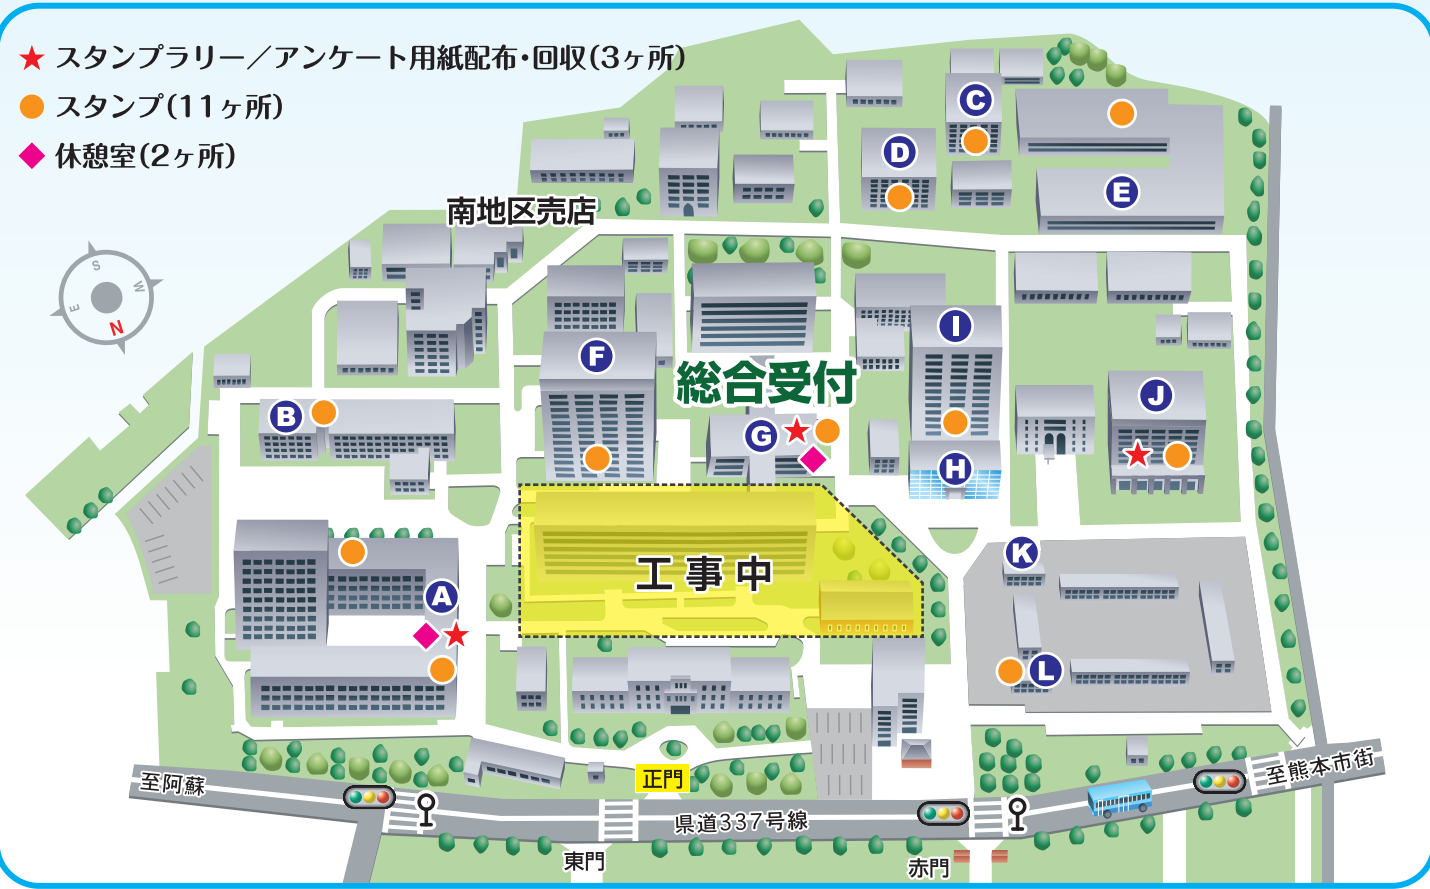 スタンプラリー／アンケート用紙配布・回収（3ヶ所）
スタンプ（11ヶ所）
休憩室（2ヶ所）
C
D
E
南地区売店
S
W
E
N
I
F
総合受付
J
B
G
H
工事中
K
A
L
正門
至阿蘇
至熊本市街
県道337号線
東門
赤門